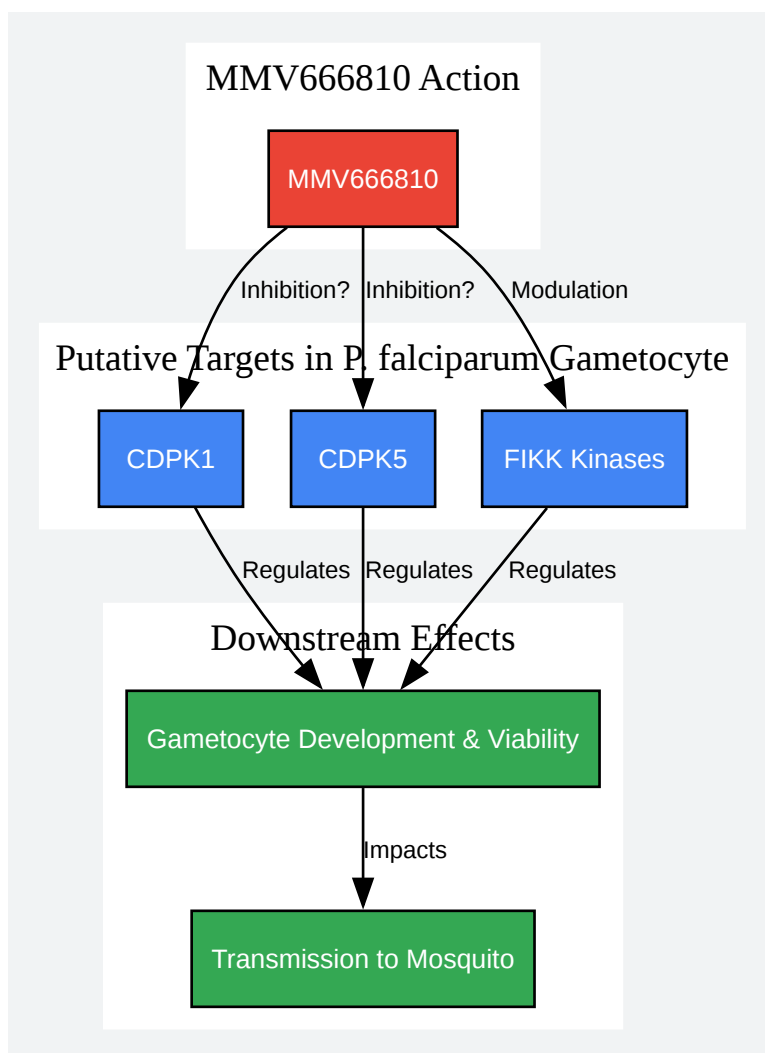 MMV666810 Action
MMV666810
Inhibition?
Inhibition?
Modulation
Putative Targets in P. falciparum Gametocyte
CDPK1
CDPK5
FIKK Kinases
Regulates
Regulates
Regulates
Downstream Effects
Gametocyte Development & Viability
Impacts
Transmission to Mosquito